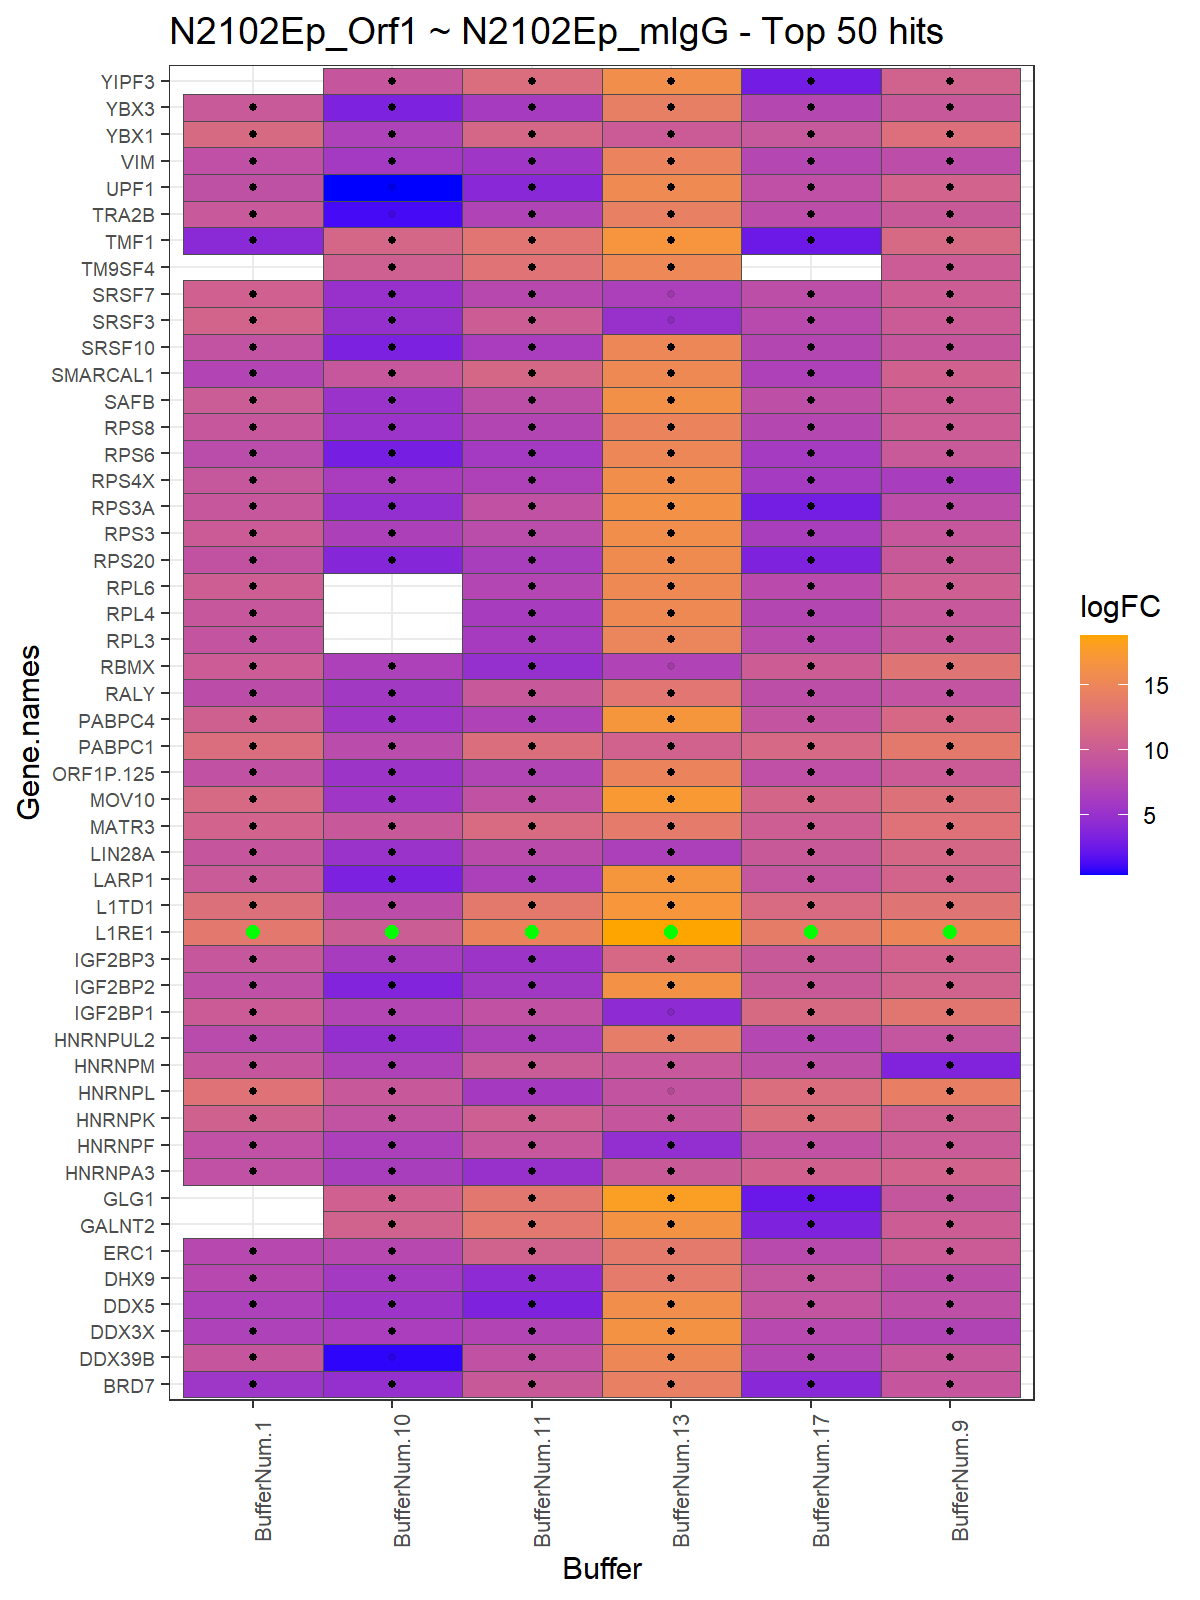 N2102Ep_Orf1 ~ N2102Ep_mIgG - Top 50 hits
Gene.names
YIPF3
YBX3
YBX1
VIM
UPF1
TRA2B
TMF1
TM9SF4
SRSF7
SRSF3
SRSF10
SMARCAL1
SAFB
RPS8
RPS6
RPS4X
RPS3A
RPS3
RPS20
RPL6
RPL4
RPL3
RBMX
RALY
PABPC4
PABPC1
ORF1P.125
MOV10
MATR3
LIN28A
LARP1
L1TD1
L1RE1
IGF2BP3
IGF2BP2
IGF2BP1
HNRNPUL2
HNRNPM
HNRNPL
HNRNPK
HNRNPF
HNRNPA3
GLG1
GALNT2
ERC1
DHX9
DDX5
DDX3X
DDX39B
BRD7
BufferNum.1
BufferNum.10
BufferNum.11
BufferNum.13
BufferNum.17
BufferNum.9
Buffer
logFC
15
10
5